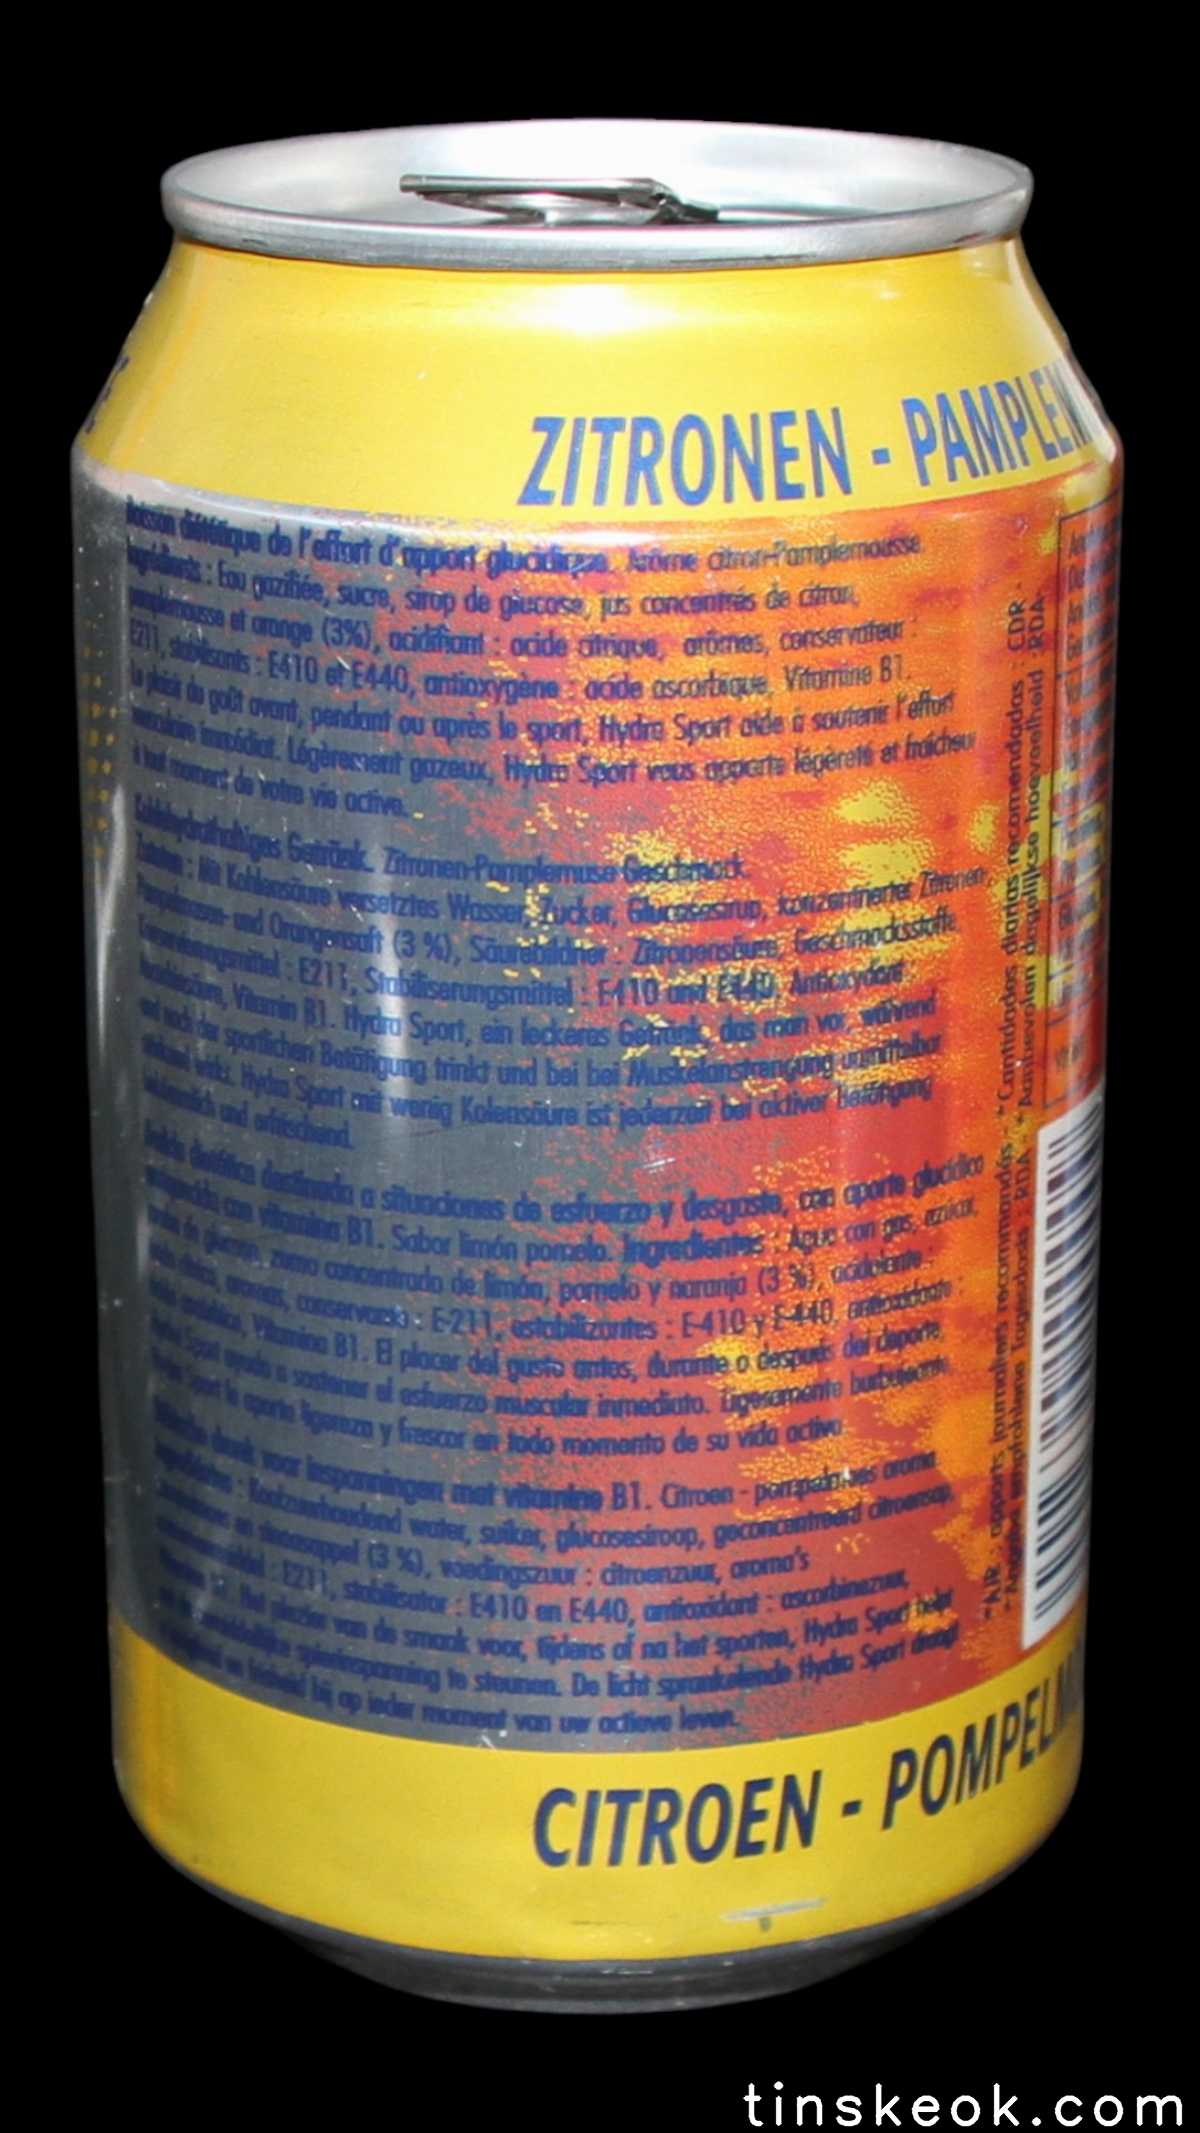 ZITRONEN - PAMPLEM
Boisson diététique de l'effort d'apport glucidique. Arôme citron-Pamplemousse.
Ingrédients : Eau gazifiée, sucre, sirop de glucose, jus concentrés de citron,
pamplemousse et orange (3%), acidifiant : acide citrique, arômes, conservateur :
E211, stabilisants : E410 et E440, antioxygène : acide ascorbique, Vitamine B1.
Le plaisir du goût avant, pendant ou après le sport, Hydra Sport aide à soutenir l'effort
musculaire immédiat. Légèrement gazeux, Hydra Sport vous apporte légèreté et fraîcheur
à tout moment de votre vie active.
Kohlehydrathaltiges Getränk. Zitronen-Pamplemuse-Geschmack.
Zutaten : Mit Kohlensäure versetztes Wasser, Zucker, Glucosesirup, konzentrierter Zitronen-
Pampelmusen- und Orangensaft (3 %), Säurebildner : Zitronensäure, Geschmacksstoffe
Konservierungsmittel : E211, Stabiliserungsmittel : E410 und E440, Antioxydant
Ascorbinsäure, Vitamin B1. Hydra Sport, ein leckeres Getränk, das man vor, während
und nach der sportlichen Betätigung trinkt und bei bei Muskelanstrengung unmittelbar
stärkend wirkt. Hydra Sport mit wenig Kolensäure ist jederzeit bei aktiver Betätigung
bekömmlich und erfrischend.
Bebida dietética destinada a situaciones de esfuerzo y desgaste, con aporte glucídico
enriquecida con vitamina B1. Sabor limón pomelo. Ingredientes : Agua con gas, azúcar,
jarabe de glucosa, zumo concentrado de limón, pomelo y naranja (3 %), acidulante :
ácido cítrico, aromas, conservante : E-211, estabilizantes : E-410 y E-440, antioxidante :
ácido ascórbico, Vitamina B1. El placer del gusto antes, durante o después del deporte,
Hydra Sport ayuda a sostener el esfuerzo muscular inmediato. Ligeramente burbujeante,
Hydra Sport le aporta ligereza y frescor en todo momento de su vida activa.
drank voor inspanningen met vitamine B1. Citroen - pompelmoes aroma.
Ingrediënten : Koolzuurhoudend water, suiker, glucosesiroop, geconcentreerd citroensap,
en sinaasappel (3 %), voedingszuur : citroenzuur, aroma's
: E211, stabilisator : E410 en E440, antioxidant : ascorbinezuur,
Het plezier van de smaak voor, tijdens of na het sporten, Hydra Sport helpt
spierinspanning te steunen. De licht sprankelende Hydra Sport draagt
en frisheid bij op ieder moment van uw actieve leven.
*AJR : apports journaliers recommandés - *Cantidades diarias recomendadas : CDR -
RDA - *Aanbevolen dagelijkse hoeveelheid : RDA
CITROEN - POMPELM
tinskeok.com